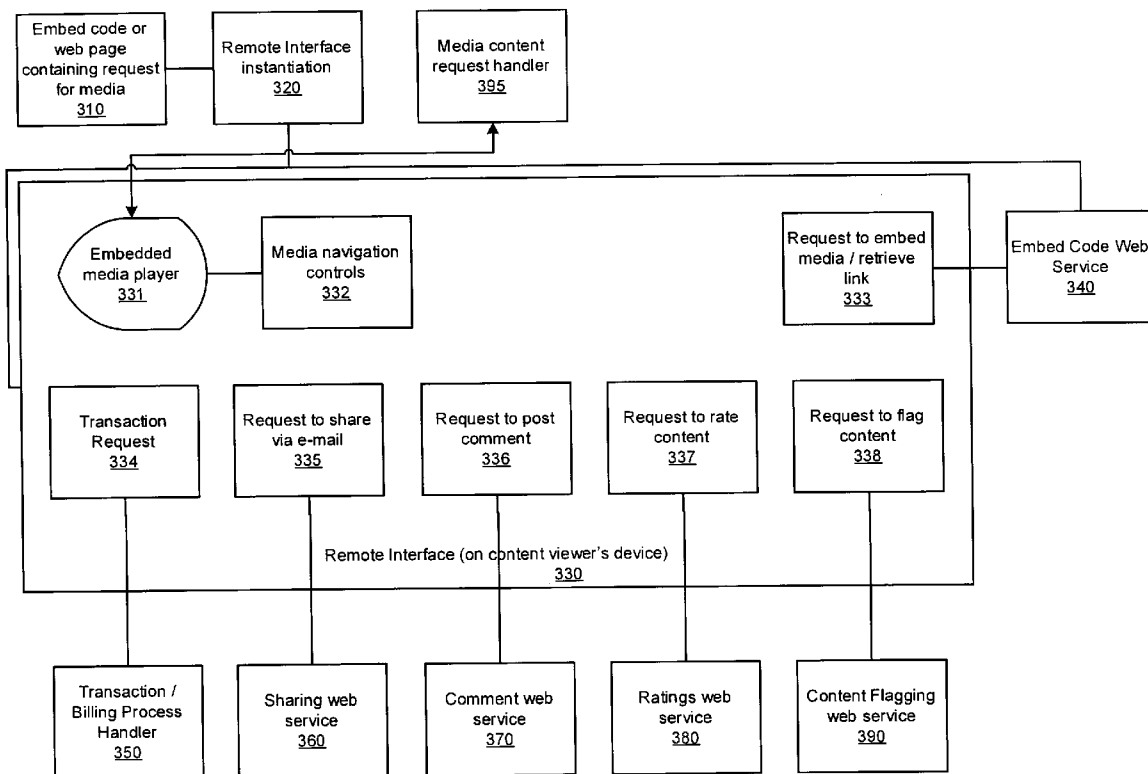 Embed code or
web page
containing request
for media
310
Remote Interface
instantiation
320
Media content
request handler
395
Embedded
media player
331
Media navigation
controls
332
Request to embed
media / retrieve
link
333
Embed Code Web
Service
340
Transaction
Request
334
Request to share
via e-mail
335
Request to post
comment
336
Request to rate
content
337
Request to flag
content
338
Remote Interface (on content viewer's device)
330
Transaction /
Billing Process
Handler
350
Sharing web
service
360
Comment web
service
370
Ratings web
service
380
Content Flagging
web service
390